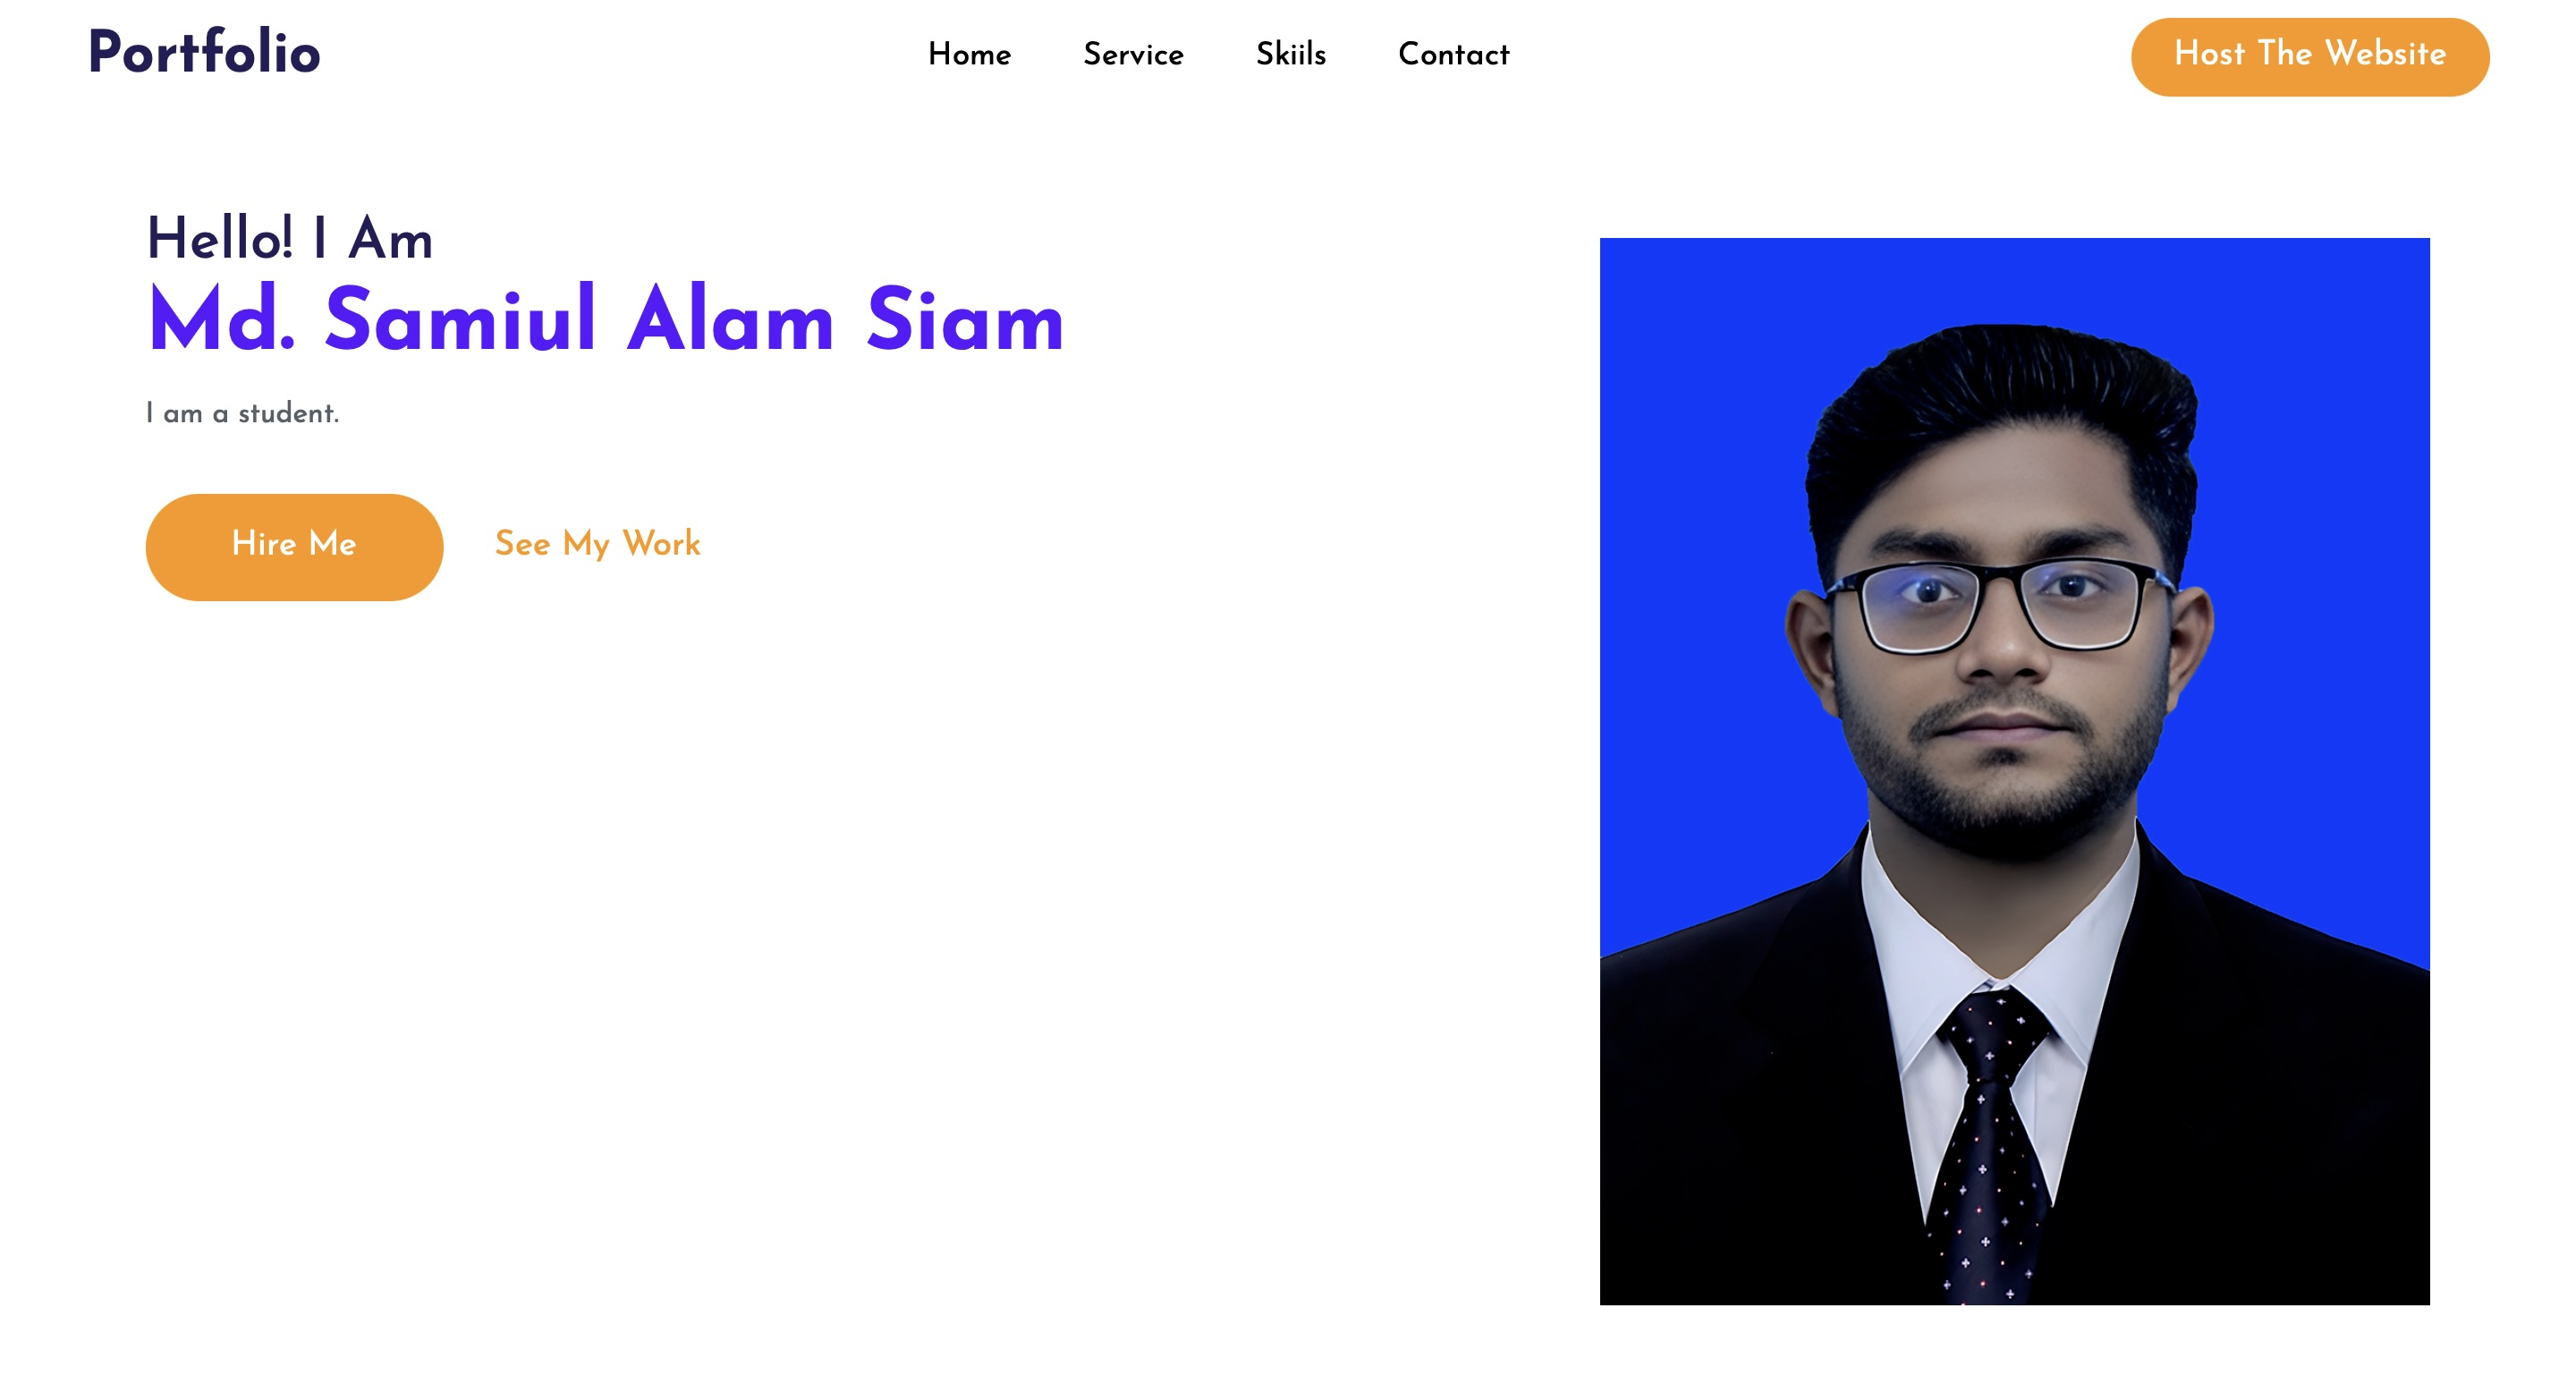 Portfolio
Home Service Skiils Contact
Host The Website
Hello! I Am
Md. Samiul Alam Siam
I am a student.
Hire Me
See My Work